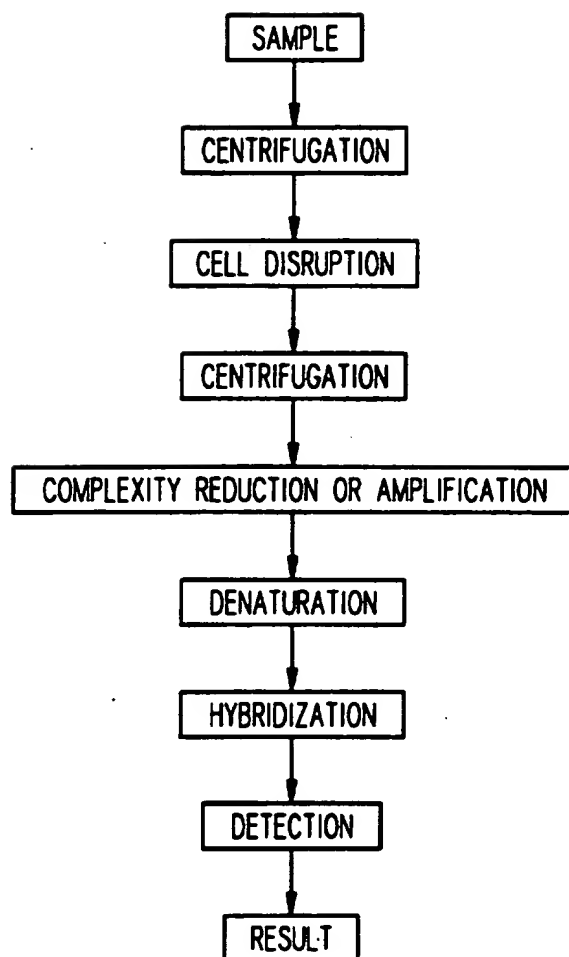 SAMPLE
CENTRIFUGATION
CELL DISRUPTION
CENTRIFUGATION
COMPLEXITY REDUCTION OR AMPLIFICATION
DENATURATION
HYBRIDIZATION
DETECTION
RESULT